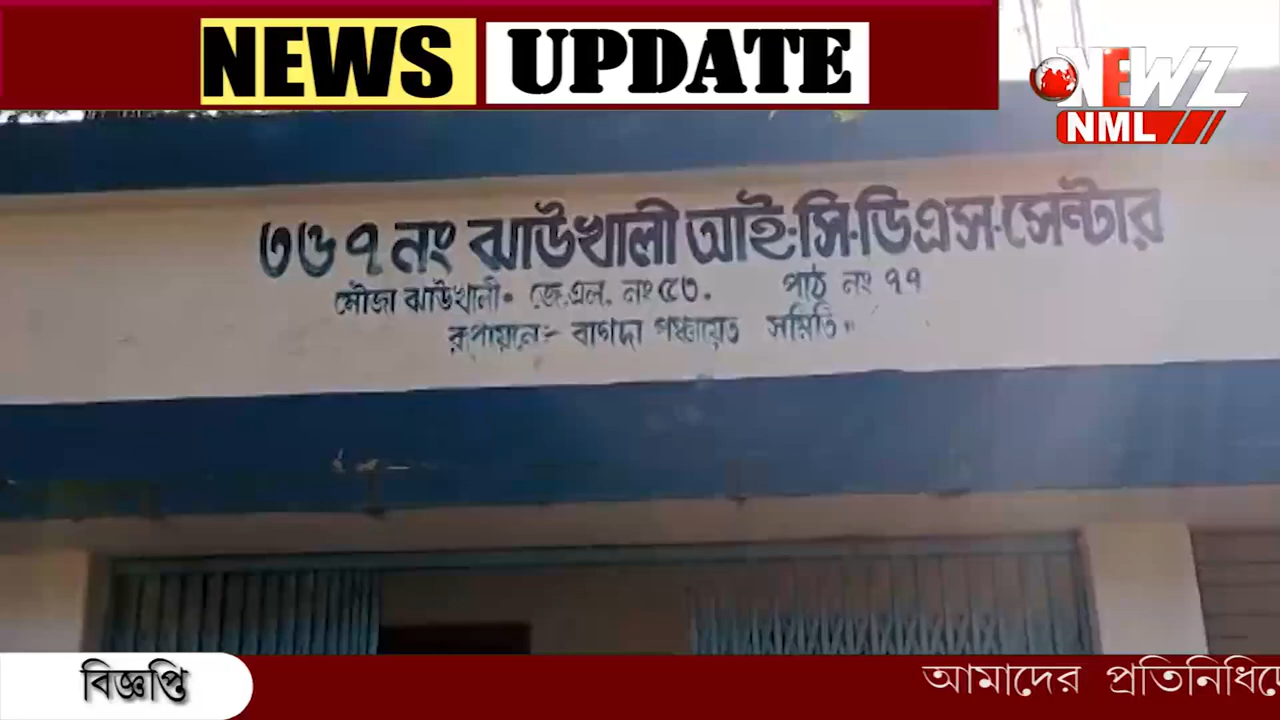 NEWS UPDATE
NEWZ
NML
৩৬৭ নং ঝাউখালী আই·সি·ডিএস·সেন্টার
মৌজা ঝাউখালী· জে,এল, নং ৫৩. পাঠ নং ৭৭
রূপায়নে:- বাগদা পঞ্চায়েত সমিতি॥
বিজ্ঞপ্তি
আমাদের প্রতিনিধিদে